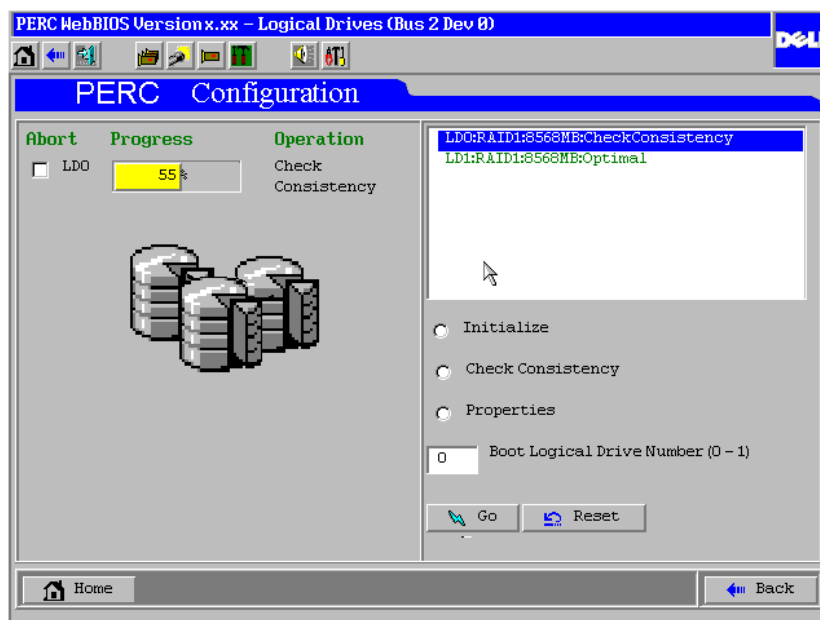 PERC WebBIOS Version x.xx – Logical Drives (Bus 2 Dev 0)
DELL
PERC Configuration
Abort Progress Operation
LD0 55% Check
Consistency
LD0:RAID1:8568MB:CheckConsistency
LD1:RAID1:8568MB:Optimal
Initialize
Check Consistency
Properties
0 Boot Logical Drive Number (0 – 1)
Go Reset
Home Back